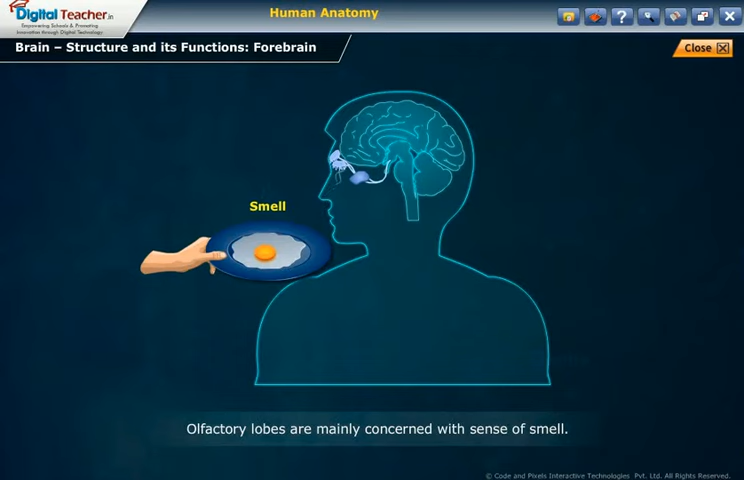 Digital Teacher.in
Empowering Schools & Promoting
Innovation through Digital Technology
Human Anatomy
Brain – Structure and its Functions: Forebrain
Close
Smell
Olfactory lobes are mainly concerned with sense of smell.
© Code and Pixels Interactive Technologies Pvt. Ltd. All Rights Reserved.